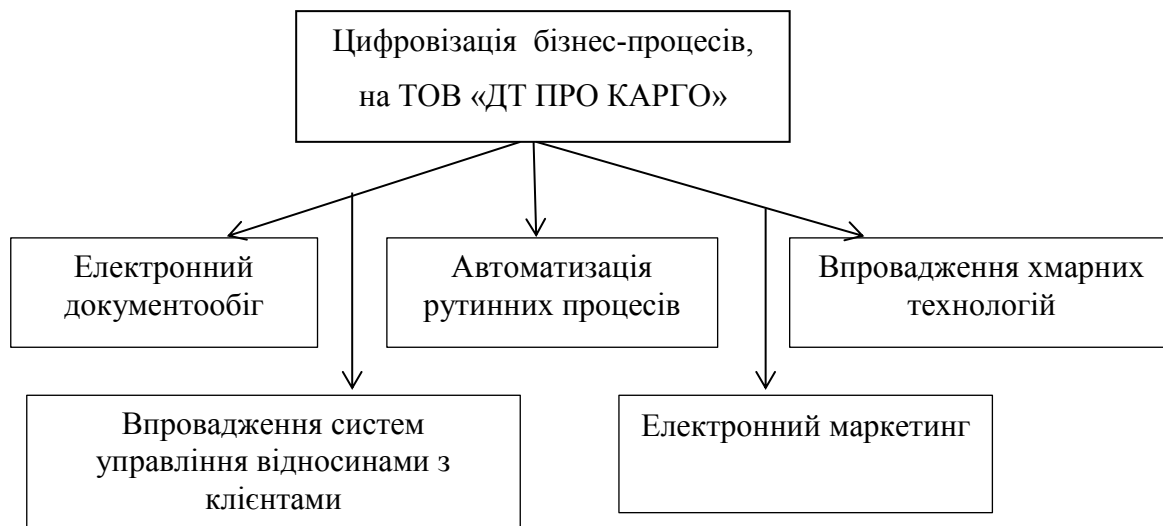 Цифровізація бізнес-процесів,
на ТОВ «ДТ ПРО КАРГО»
Електронний
документообіг
Автоматизація
рутинних процесів
Впровадження хмарних
технологій
Впровадження систем
управління відносинами з
клієнтами
Електронний маркетинг